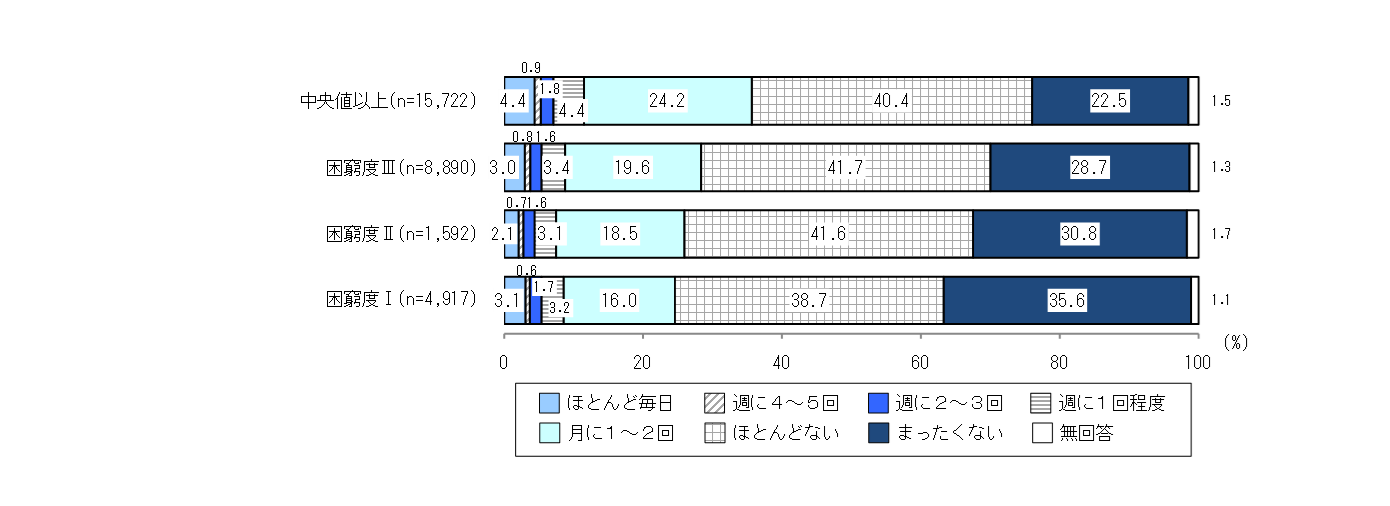 0.9
中央値以上(n=15,722) 4.4 1.8 4.4 24.2 40.4 22.5 1.5
0.8 1.6
困窮度Ⅲ(n=8,890) 3.0 3.4 19.6 41.7 28.7 1.3
0.7 1.6
困窮度Ⅱ(n=1,592) 2.1 3.1 18.5 41.6 30.8 1.7
0.6
困窮度Ⅰ(n=4,917) 3.1 1.7 3.2 16.0 38.7 35.6 1.1
(%)
0 20 40 60 80 100
ほとんど毎日 週に４～５回 週に２～３回 週に１回程度
月に１～２回 ほとんどない まったくない 無回答